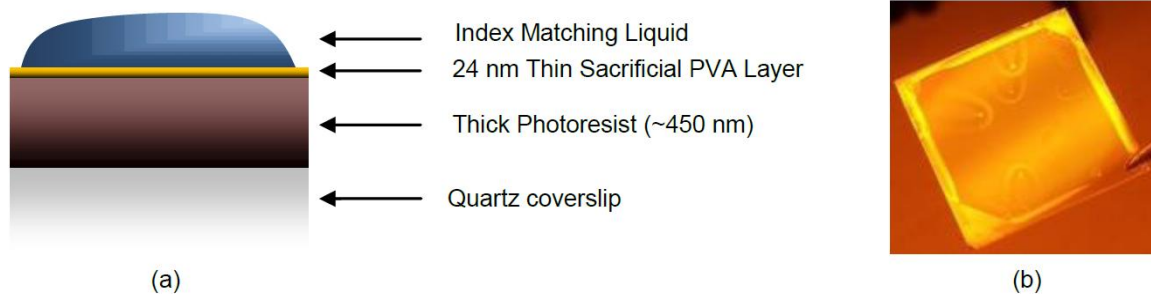 Index Matching Liquid
24 nm Thin Sacrificial PVA Layer
Thick Photoresist (~450 nm)
Quartz coverslip
(a)
(b)